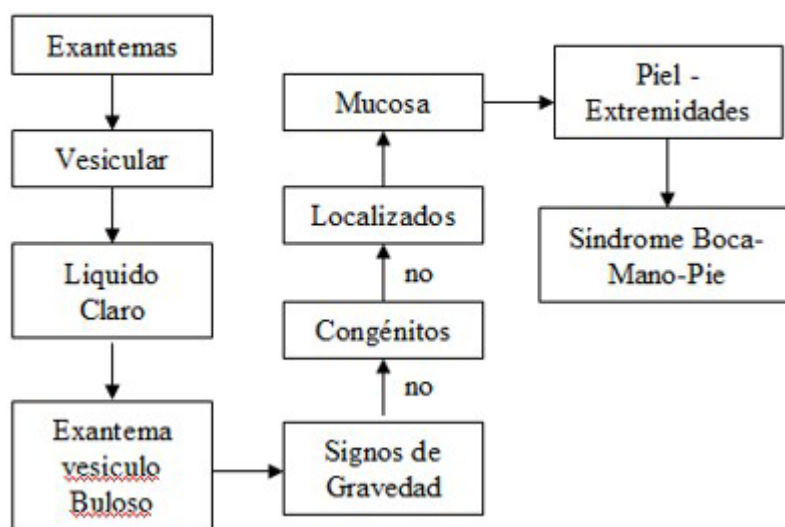 Exantemas
Vesicular
Liquido
Claro
Exantema
vesiculo
Buloso
Signos de
Gravedad
no
Congénitos
no
Localizados
Mucosa
Piel -
Extremidades
Síndrome Boca-
Mano-Pie